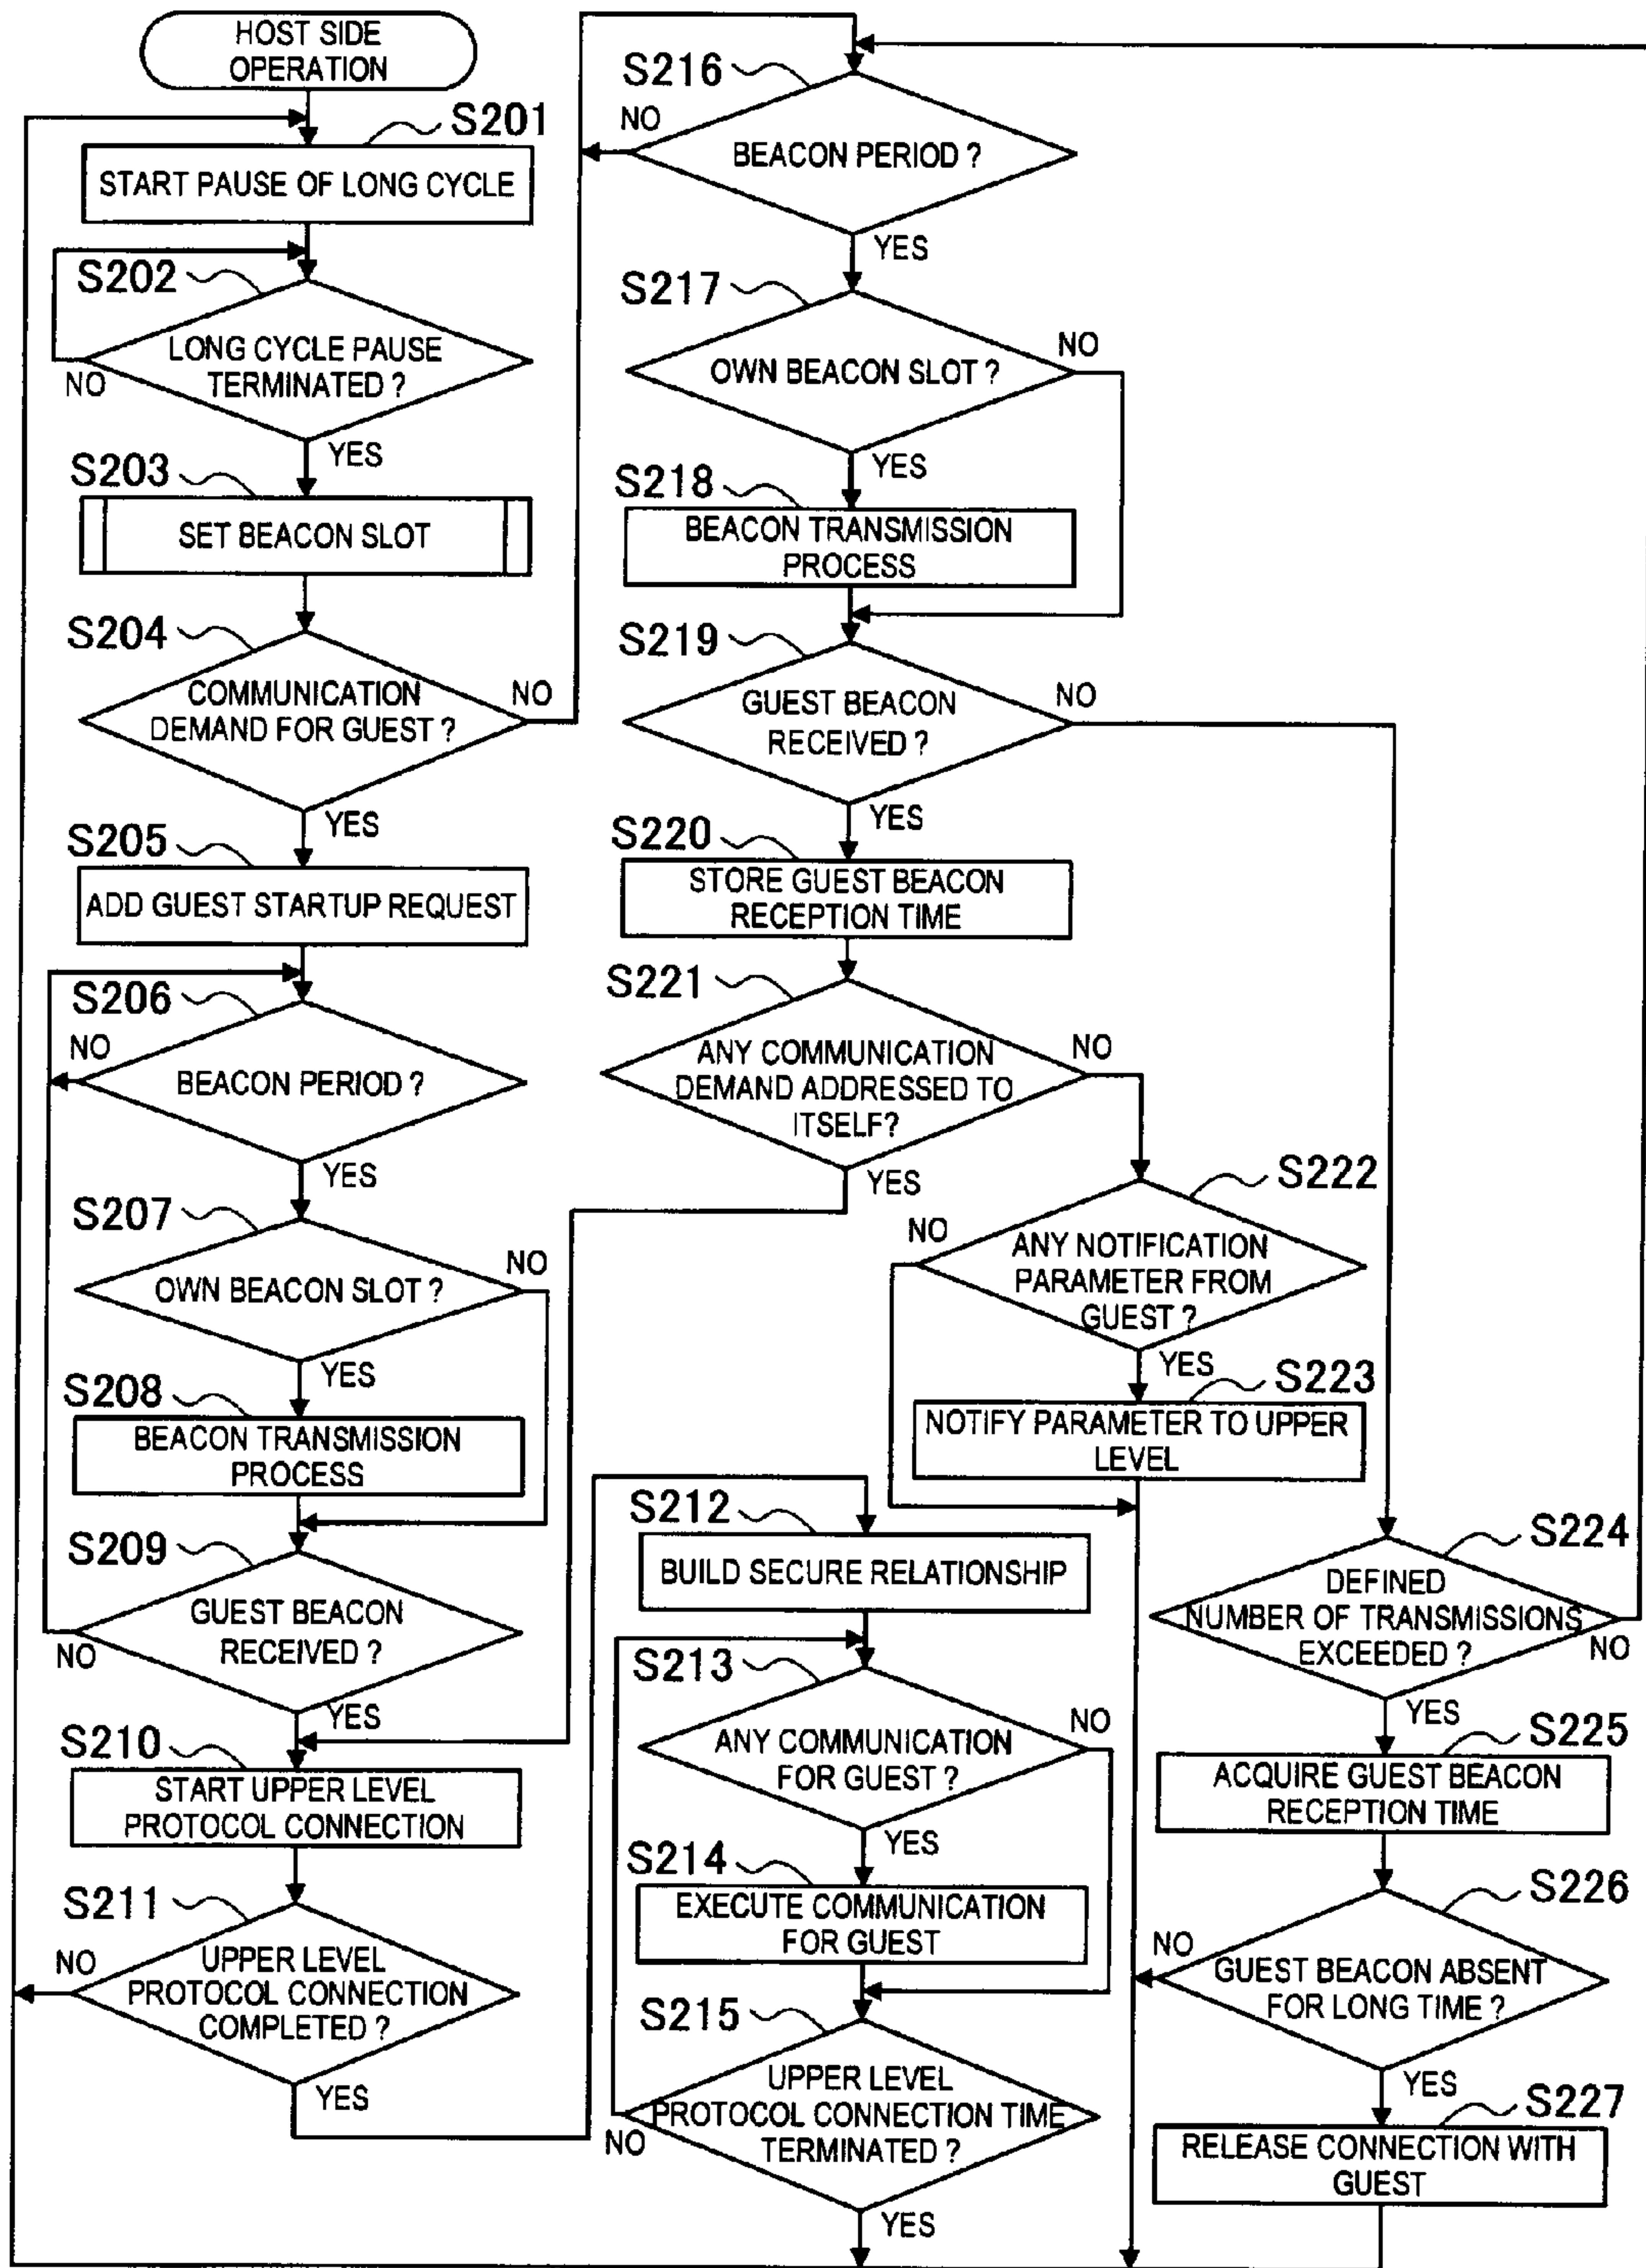 HOST SIDE
OPERATION
S201
START PAUSE OF LONG CYCLE
S202
LONG CYCLE PAUSE
TERMINATED ?
NO
YES
S203
SET BEACON SLOT
S204
COMMUNICATION
DEMAND FOR GUEST ?
NO
YES
S205
ADD GUEST STARTUP REQUEST
S206
NO
BEACON PERIOD ?
YES
S207
NO
OWN BEACON SLOT ?
YES
S208
BEACON TRANSMISSION
PROCESS
S209
GUEST BEACON
RECEIVED ?
NO
YES
S210
START UPPER LEVEL
PROTOCOL CONNECTION
S211
NO
UPPER LEVEL
PROTOCOL CONNECTION
COMPLETED ?
YES
S212
BUILD SECURE RELATIONSHIP
S213
NO
ANY COMMUNICATION
FOR GUEST ?
YES
S214
EXECUTE COMMUNICATION
FOR GUEST
S215
UPPER LEVEL
PROTOCOL CONNECTION TIME
TERMINATED ?
NO
YES
S216
NO
BEACON PERIOD ?
YES
S217
NO
OWN BEACON SLOT ?
YES
S218
BEACON TRANSMISSION
PROCESS
S219
NO
GUEST BEACON
RECEIVED ?
YES
S220
STORE GUEST BEACON
RECEPTION TIME
S221
NO
ANY COMMUNICATION
DEMAND ADDRESSED TO
ITSELF?
YES
S222
NO
ANY NOTIFICATION
PARAMETER FROM
GUEST ?
YES
S223
NOTIFY PARAMETER TO UPPER
LEVEL
S224
DEFINED
NUMBER OF TRANSMISSIONS
EXCEEDED ?
NO
YES
S225
ACQUIRE GUEST BEACON
RECEPTION TIME
S226
NO
GUEST BEACON ABSENT
FOR LONG TIME ?
YES
S227
RELEASE CONNECTION WITH
GUEST